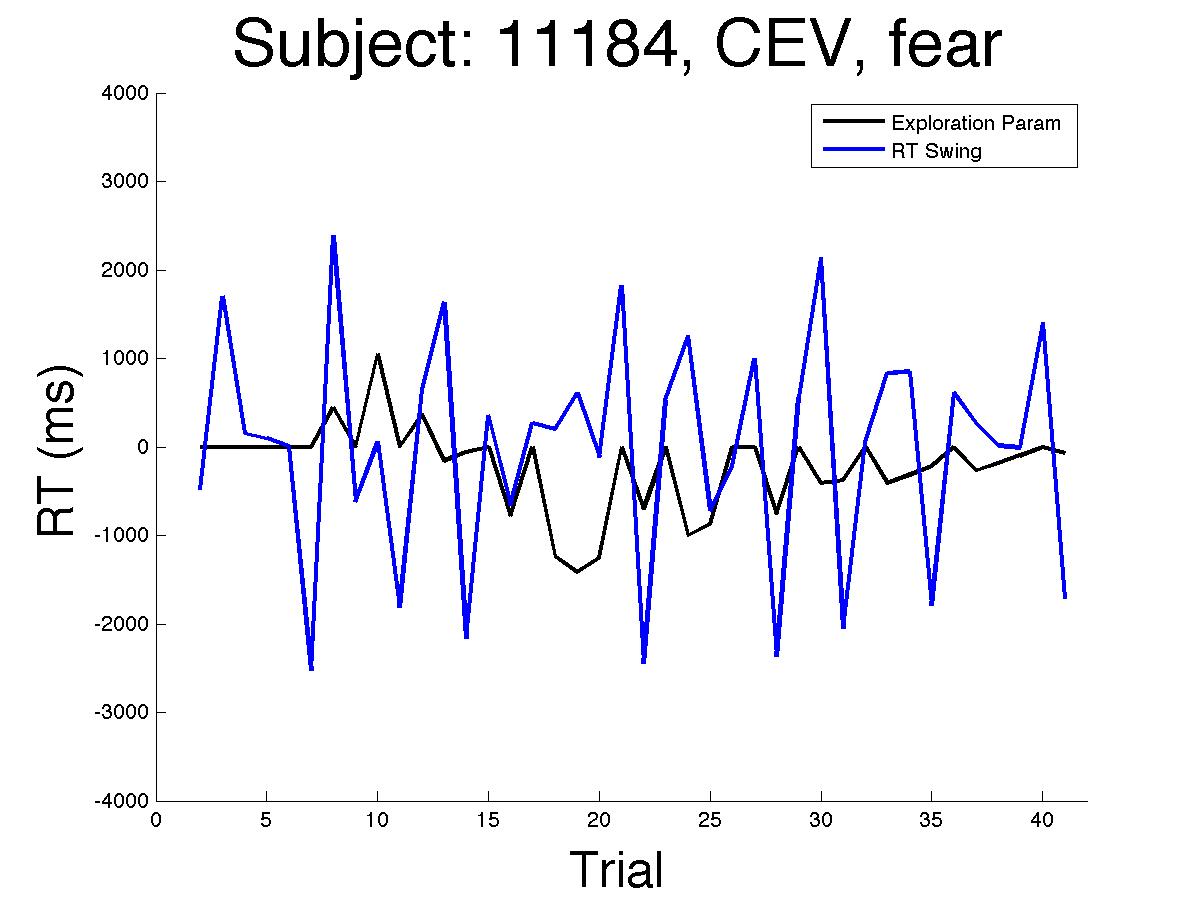 Subject: 11184, CEV, fear
Exploration Param
RT Swing
4000
3000
2000
1000
0
-1000
-2000
-3000
-4000
RT (ms)
0 5 10 15 20 25 30 35 40
Trial